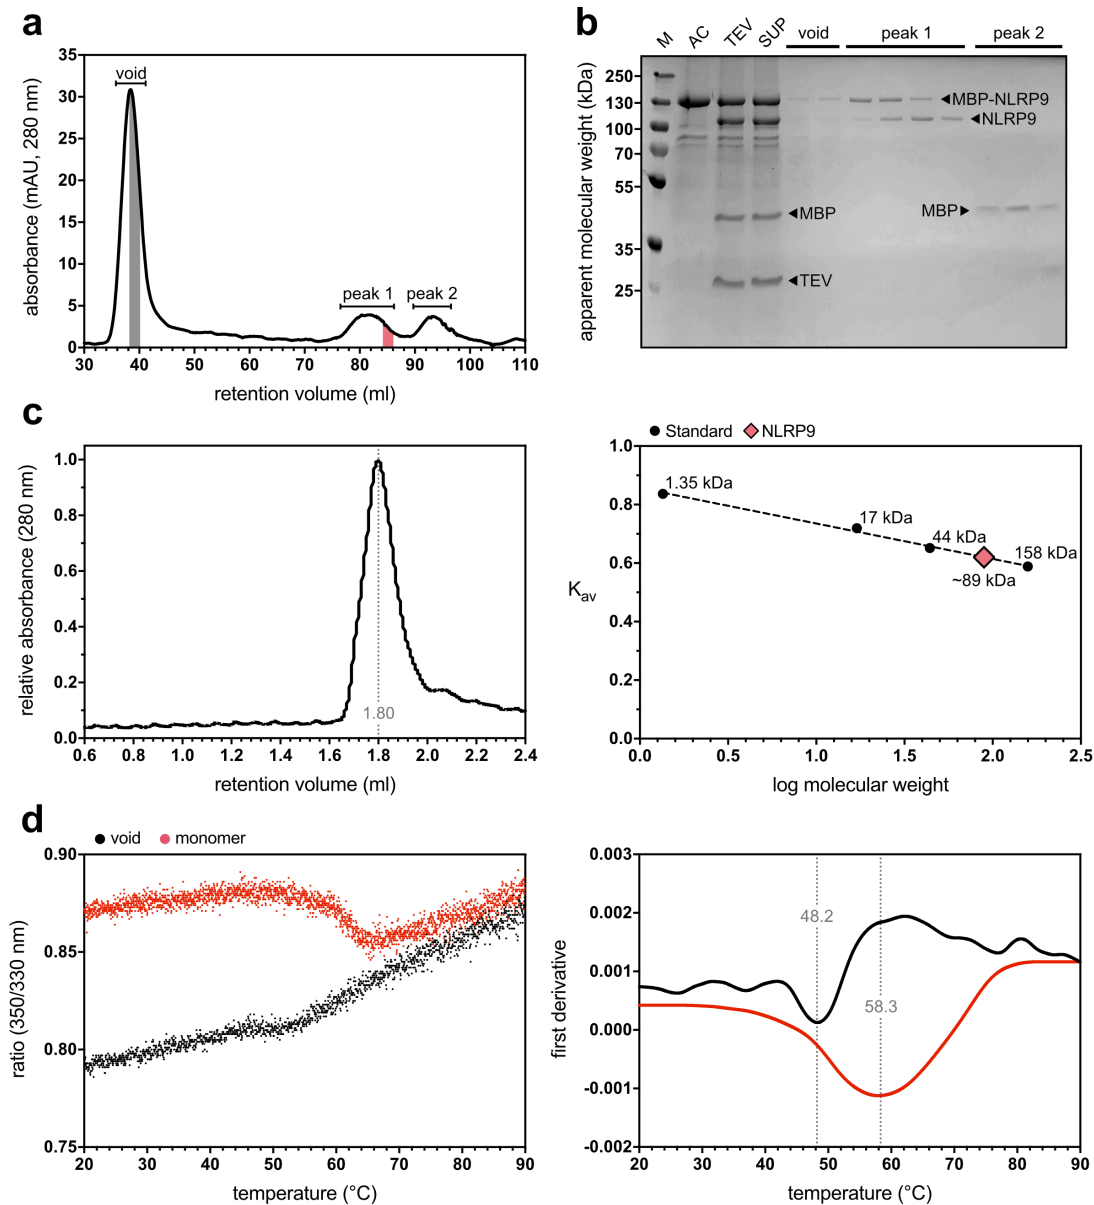 a
absorbance (mAU, 280 nm)
35
30
25
20
15
10
5
0
void
peak 1
peak 2
30 40 50 60 70 80 90 100 110
retention volume (ml)
b
M AC TEV SUP void peak 1 peak 2
apparent molecular weight (kDa)
250
130
100
70
55
35
25
◀MBP-NLRP9
◀NLRP9
◀MBP
MBP▶
◀TEV
c
relative absorbance (280 nm)
1.0
0.8
0.6
0.4
0.2
0.0
1.80
0.6 0.8 1.0 1.2 1.4 1.6 1.8 2.0 2.2 2.4
retention volume (ml)
Standard NLRP9
Kav
1.0
0.8
0.6
0.4
0.2
0.0
1.35 kDa
17 kDa
44 kDa
158 kDa
~89 kDa
0.0 0.5 1.0 1.5 2.0 2.5
log molecular weight
d
void monomer
ratio (350/330 nm)
0.90
0.85
0.80
0.75
20 30 40 50 60 70 80 90
temperature (°C)
first derivative
0.003
0.002
0.001
0.000
-0.001
-0.002
48.2
58.3
20 30 40 50 60 70 80 90
temperature (°C)